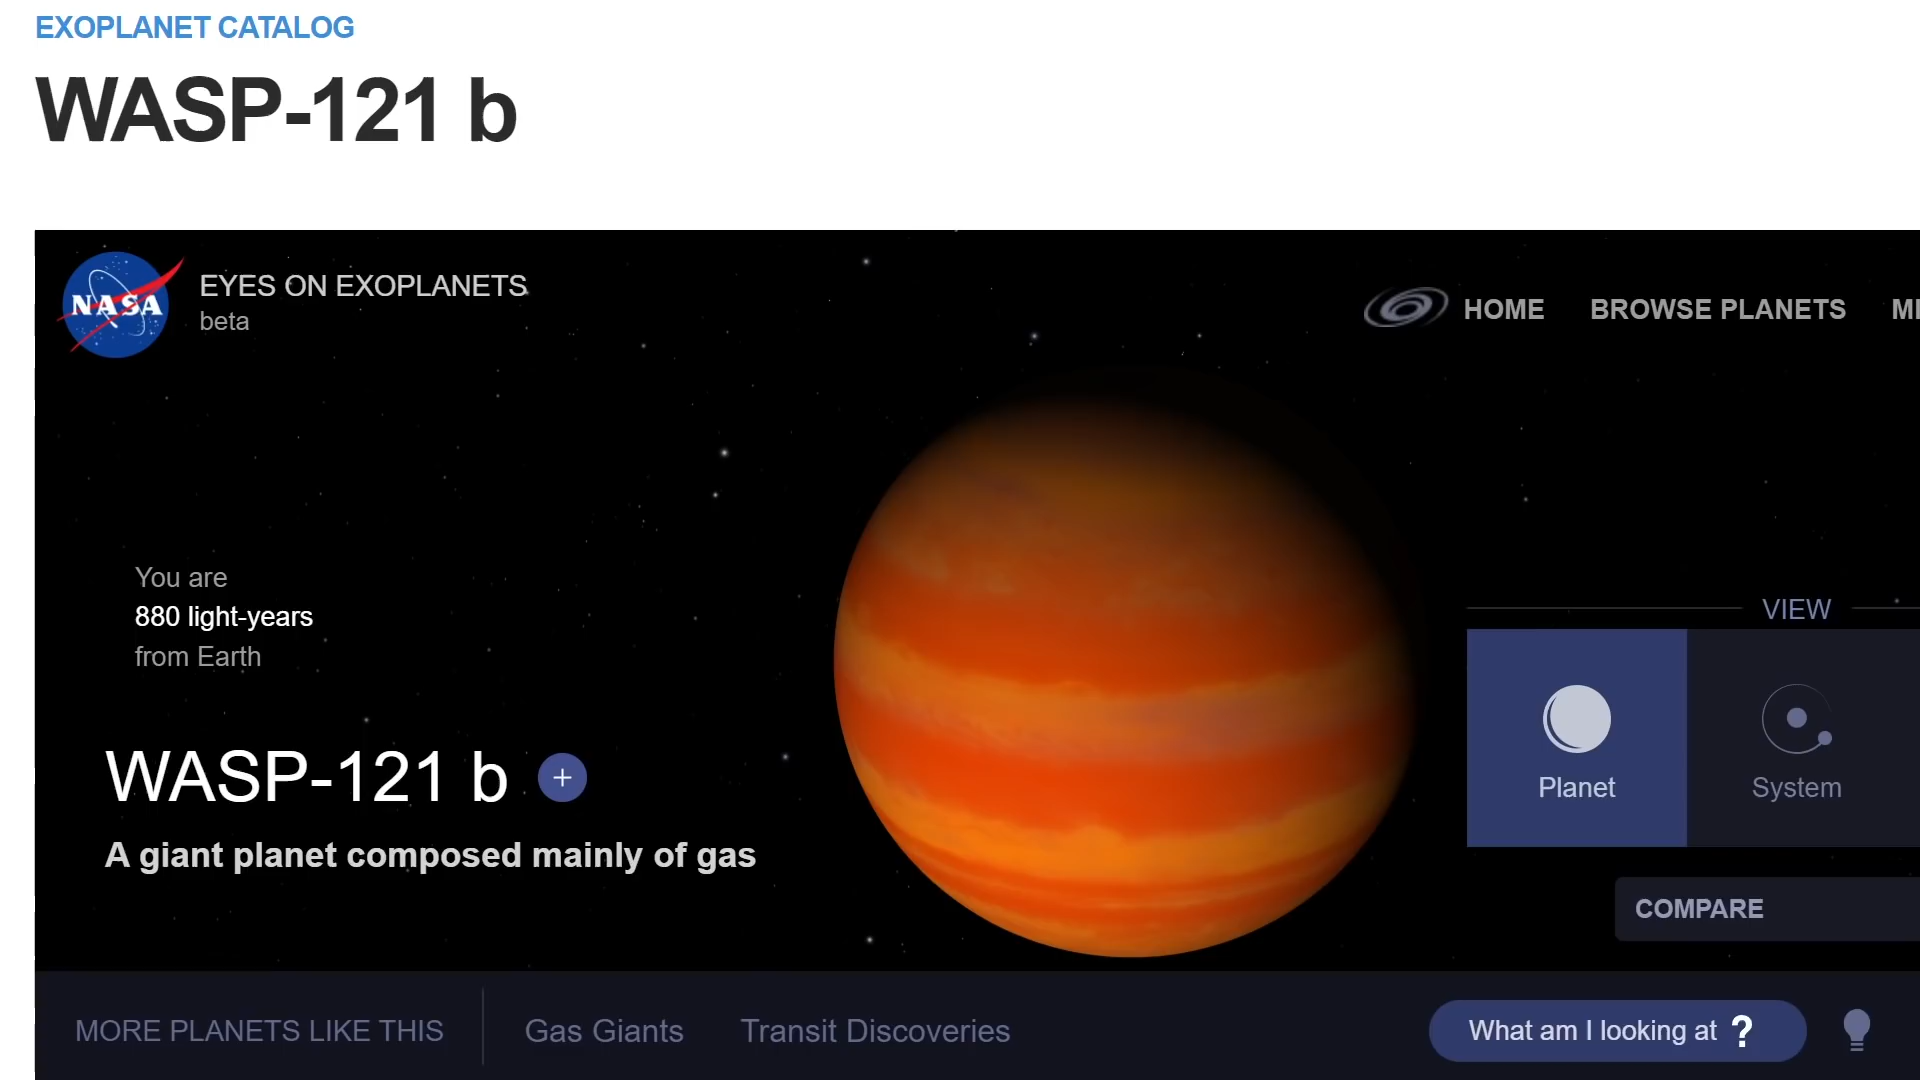 EXOPLANET CATALOG
WASP-121 b
NASA
EYES ON EXOPLANETS
beta
HOME BROWSE PLANETS
You are
880 light-years
from Earth
WASP-121 b +
A giant planet composed mainly of gas
VIEW
Planet System
COMPARE
MORE PLANETS LIKE THIS Gas Giants Transit Discoveries
What am I looking at ?